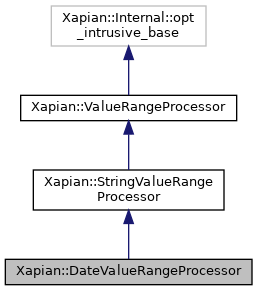 Xapian::Internal::opt
_intrusive_base
Xapian::ValueRangeProcessor
Xapian::StringValueRange
Processor
Xapian::DateValueRangeProcessor